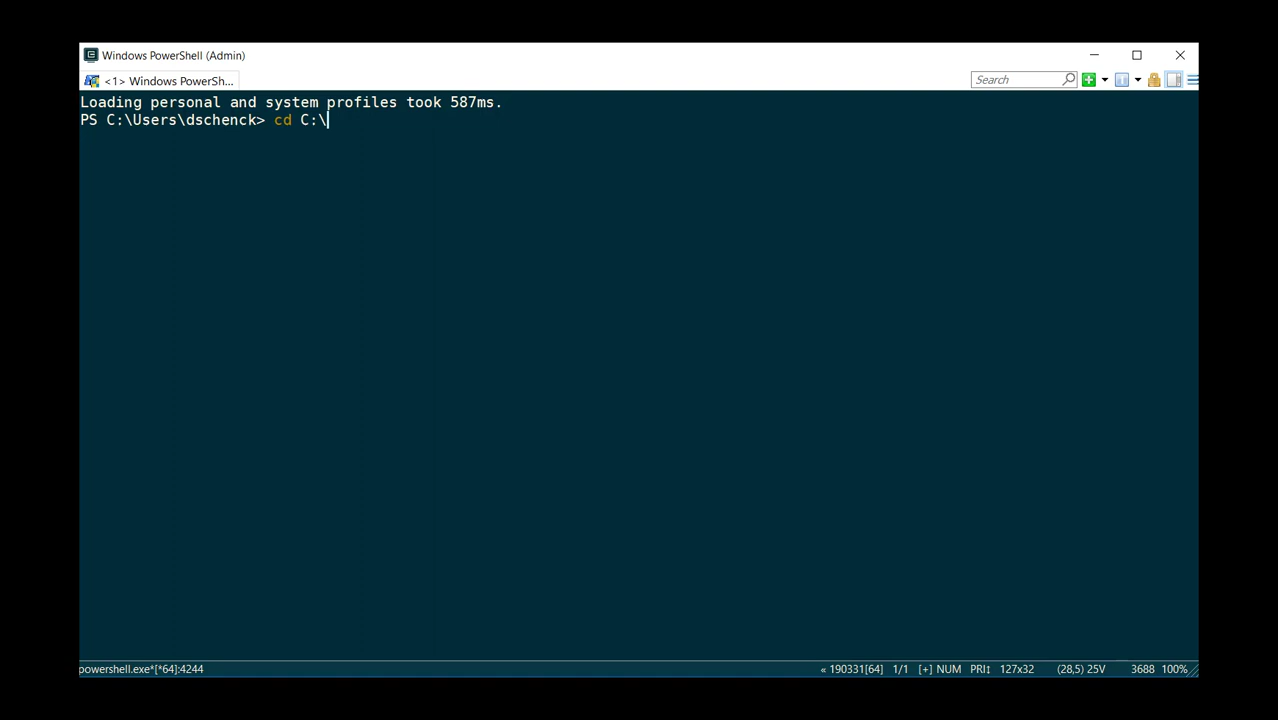 Windows PowerShell (Admin)
<1> Windows PowerSh...
Search
Loading personal and system profiles took 587ms.
PS C:\Users\dschenck> cd C:\
powershell.exe*[*64]:4244
« 190331[64] 1/1 [+] NUM PRI↕ 127x32 (28,5) 25V 3688 100%